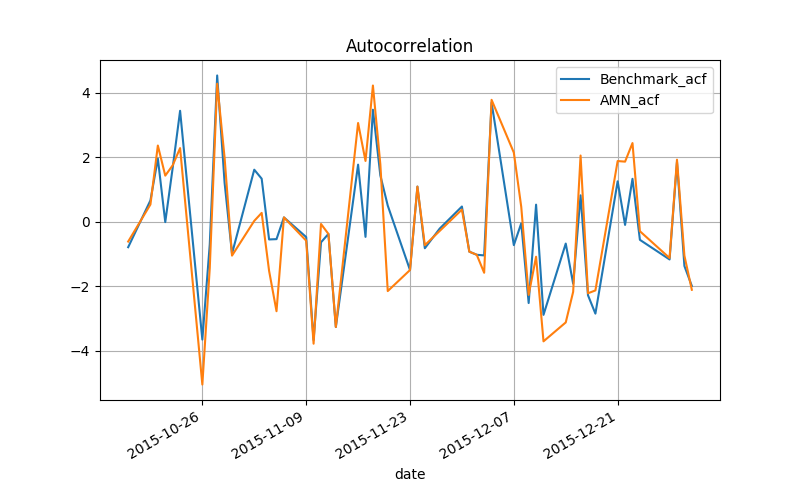 Autocorrelation
Benchmark_acf
AMN_acf
4
2
0
−2
−4
2015-10-26
2015-11-09
2015-11-23
2015-12-07
2015-12-21
date